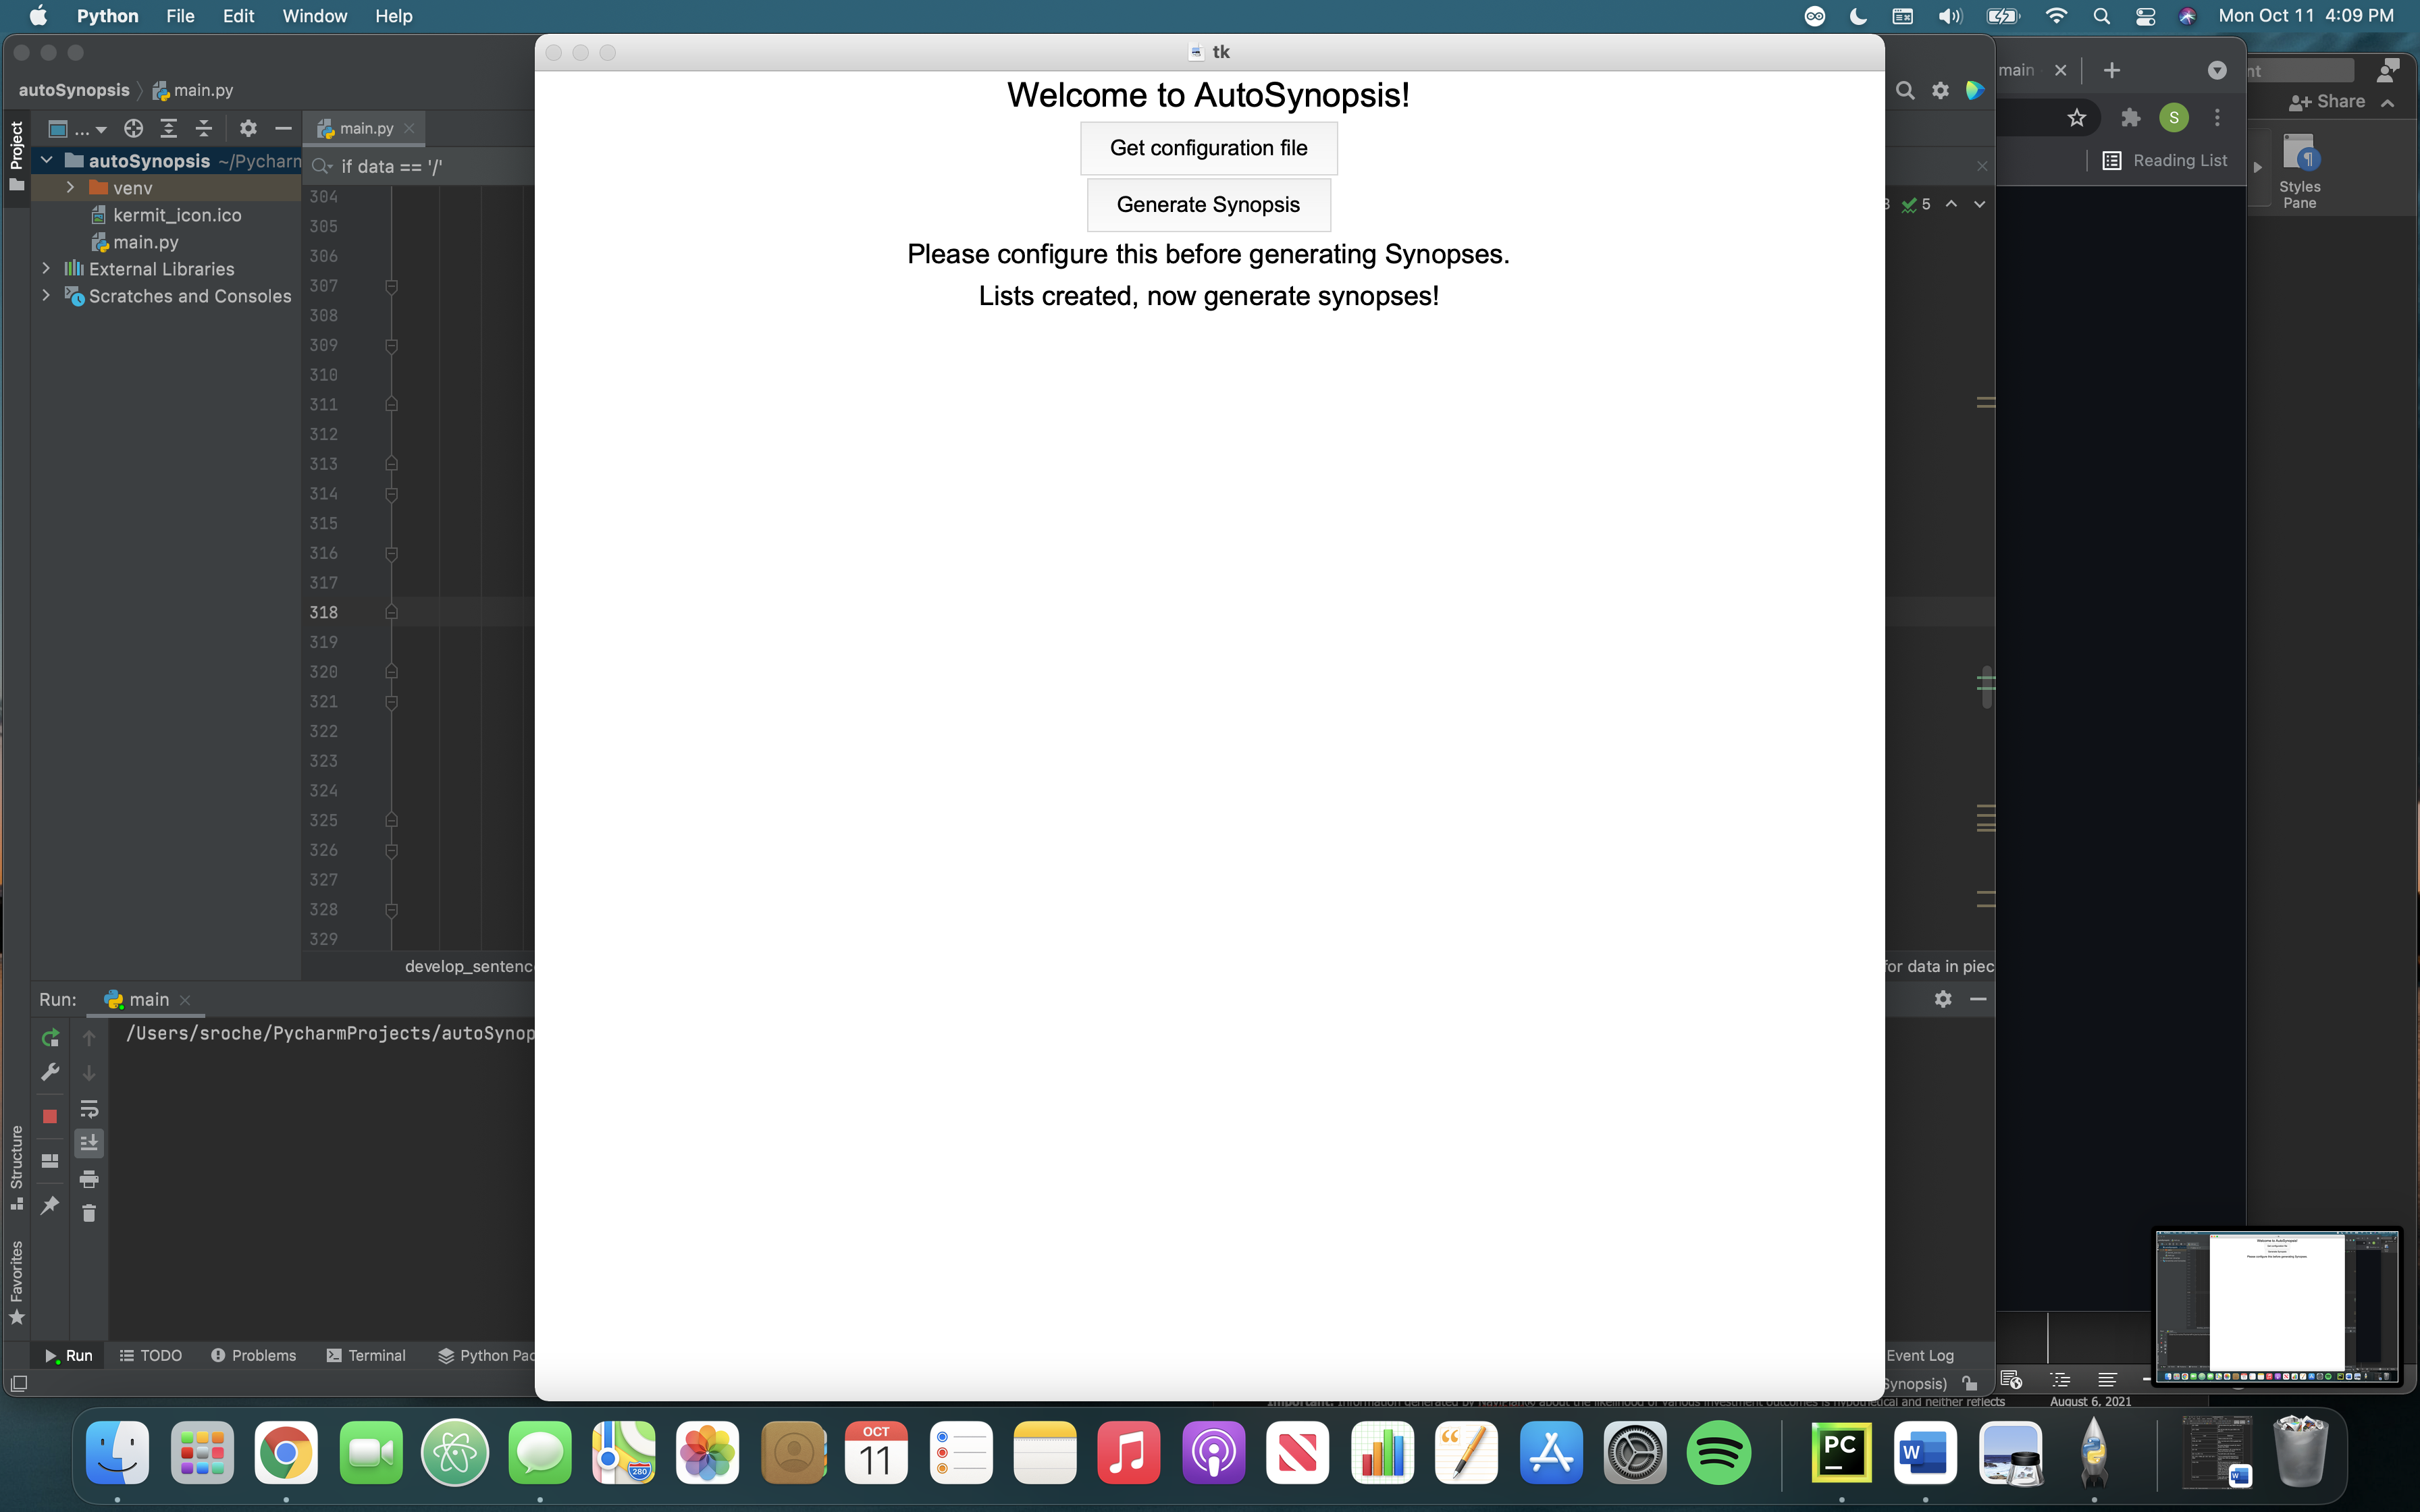 Python File Edit Window Help
Mon Oct 11 4:09 PM
tk
autoSynopsis main.py
main
Share
Project
...
main.py
Welcome to AutoSynopsis!
S
autoSynopsis ~/Pycharm
if data == '/'
Get configuration file
Reading List
venv
Styles
Pane
kermit_icon.ico
Generate Synopsis
5
main.py
Please configure this before generating Synopses.
External Libraries
Lists created, now generate synopses!
Scratches and Consoles
304
305
306
307
308
309
310
311
312
313
314
315
316
317
318
319
320
321
322
323
324
325
326
327
328
329
for data in piec
Run: main
/Users/sroche/PycharmProjects/autoSynop
Structure
Favorites
Run TODO Problems Terminal
Python
Event Log
Synopsis)
August 6, 2021
OCT
11
280
PC
W